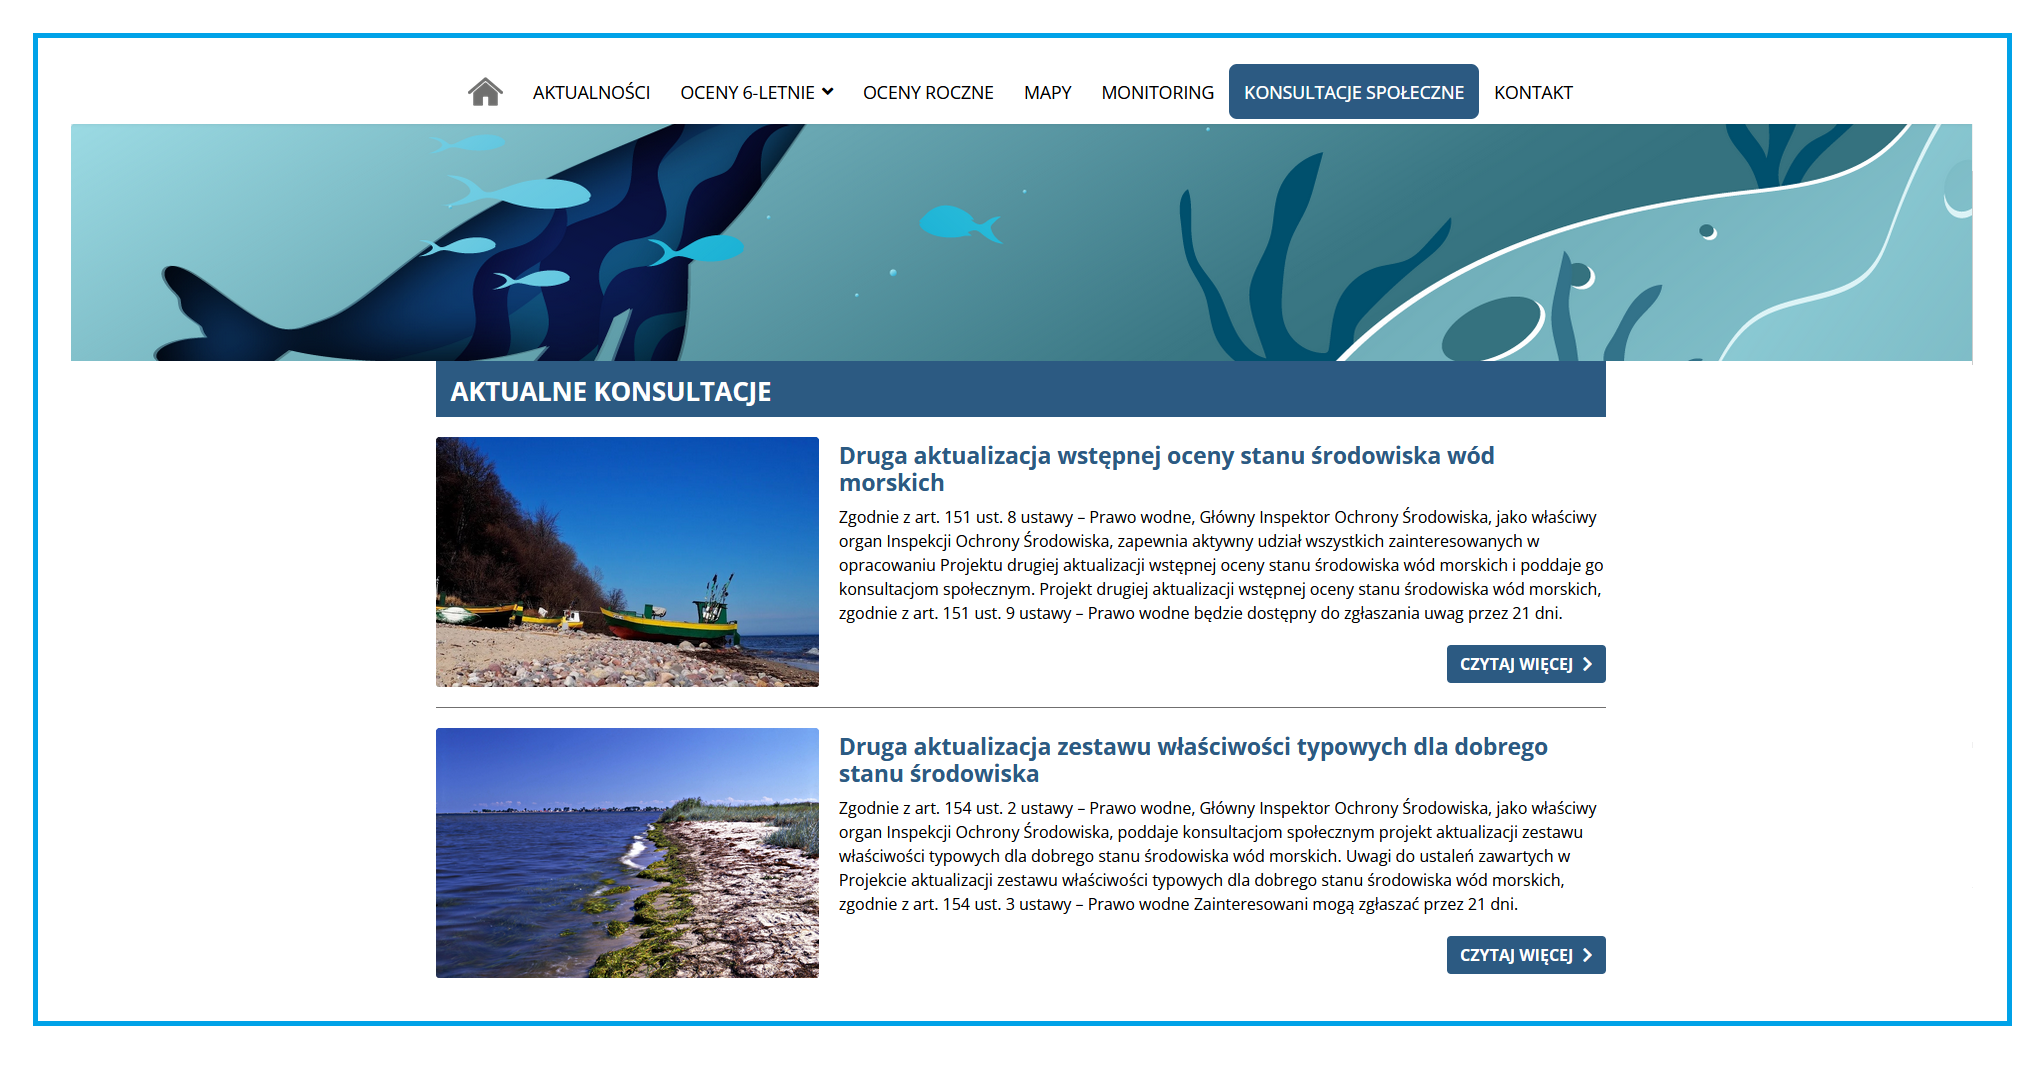 AKTUALNOŚCI OCENY 6-LETNIE OCENY ROCZNE MAPY MONITORING KONSULTACJE SPOŁECZNE KONTAKT
AKTUALNE KONSULTACJE
Druga aktualizacja wstępnej oceny stanu środowiska wód
morskich
Zgodnie z art. 151 ust. 8 ustawy – Prawo wodne, Główny Inspektor Ochrony Środowiska, jako właściwy
organ Inspekcji Ochrony Środowiska, zapewnia aktywny udział wszystkich zainteresowanych w
opracowaniu Projektu drugiej aktualizacji wstępnej oceny stanu środowiska wód morskich i poddaje go
konsultacjom społecznym. Projekt drugiej aktualizacji wstępnej oceny stanu środowiska wód morskich,
zgodnie z art. 151 ust. 9 ustawy – Prawo wodne będzie dostępny do zgłaszania uwag przez 21 dni.
CZYTAJ WIĘCEJ
Druga aktualizacja zestawu właściwości typowych dla dobrego
stanu środowiska
Zgodnie z art. 154 ust. 2 ustawy – Prawo wodne, Główny Inspektor Ochrony Środowiska, jako właściwy
organ Inspekcji Ochrony Środowiska, poddaje konsultacjom społecznym projekt aktualizacji zestawu
właściwości typowych dla dobrego stanu środowiska wód morskich. Uwagi do ustaleń zawartych w
Projekcie aktualizacji zestawu właściwości typowych dla dobrego stanu środowiska wód morskich,
zgodnie z art. 154 ust. 3 ustawy – Prawo wodne Zainteresowani mogą zgłaszać przez 21 dni.
CZYTAJ WIĘCEJ